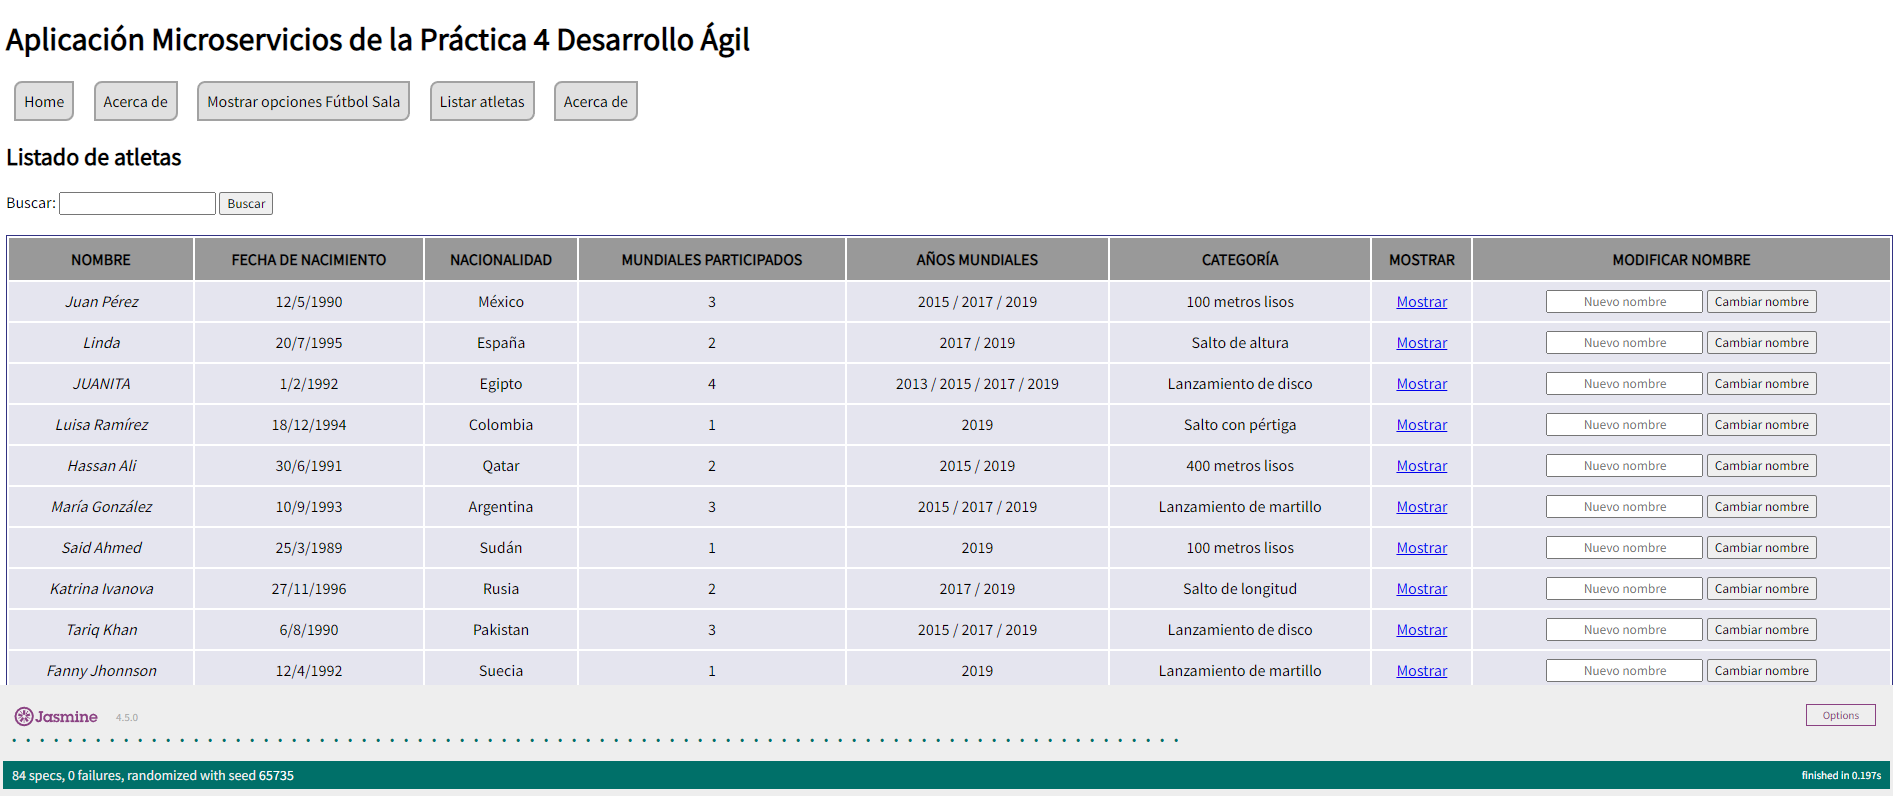 Aplicación Microservicios de la Práctica 4 Desarrollo Ágil
Home Acerca de Mostrar opciones Fútbol Sala Listar atletas Acerca de
Listado de atletas
Buscar: Buscar
NOMBRE FECHA DE NACIMIENTO NACIONALIDAD MUNDIALES PARTICIPADOS AÑOS MUNDIALES CATEGORÍA MOSTRAR MODIFICAR NOMBRE
Juan Pérez 12/5/1990 México 3 2015 / 2017 / 2019 100 metros lisos Mostrar Nuevo nombre Cambiar nombre
Linda 20/7/1995 España 2 2017 / 2019 Salto de altura Mostrar Nuevo nombre Cambiar nombre
JUANITA 1/2/1992 Egipto 4 2013 / 2015 / 2017 / 2019 Lanzamiento de disco Mostrar Nuevo nombre Cambiar nombre
Luisa Ramírez 18/12/1994 Colombia 1 2019 Salto con pértiga Mostrar Nuevo nombre Cambiar nombre
Hassan Ali 30/6/1991 Qatar 2 2015 / 2019 400 metros lisos Mostrar Nuevo nombre Cambiar nombre
María González 10/9/1993 Argentina 3 2015 / 2017 / 2019 Lanzamiento de martillo Mostrar Nuevo nombre Cambiar nombre
Said Ahmed 25/3/1989 Sudán 1 2019 100 metros lisos Mostrar Nuevo nombre Cambiar nombre
Katrina Ivanova 27/11/1996 Rusia 2 2017 / 2019 Salto de longitud Mostrar Nuevo nombre Cambiar nombre
Tariq Khan 6/8/1990 Pakistan 3 2015 / 2017 / 2019 Lanzamiento de disco Mostrar Nuevo nombre Cambiar nombre
Fanny Jhonnson 12/4/1992 Suecia 1 2019 Lanzamiento de martillo Mostrar Nuevo nombre Cambiar nombre
Jasmine 4.5.0 Options
84 specs, 0 failures, randomized with seed 65735 finished in 0.197s